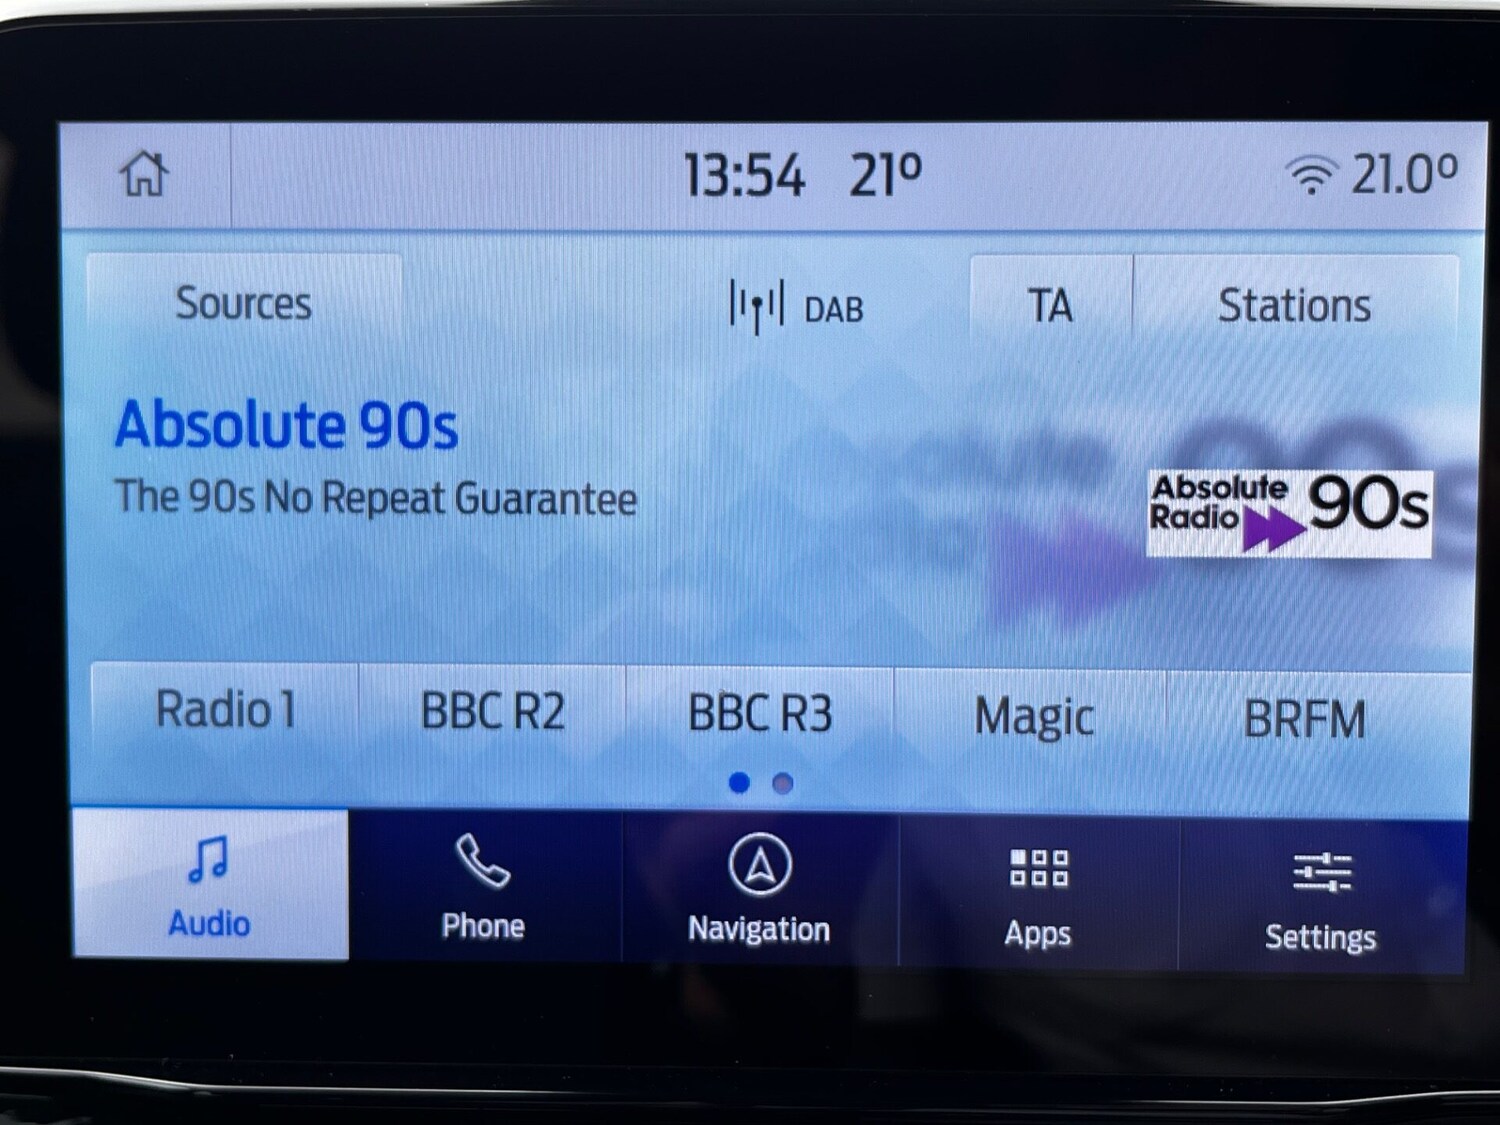 13:54 21º
21.0º
Sources
DAB
TA
Stations
Absolute 90s
The 90s No Repeat Guarantee
Absolute
Radio
90s
Radio 1
BBC R2
BBC R3
Magic
BRFM
Audio
Phone
Navigation
Apps
Settings